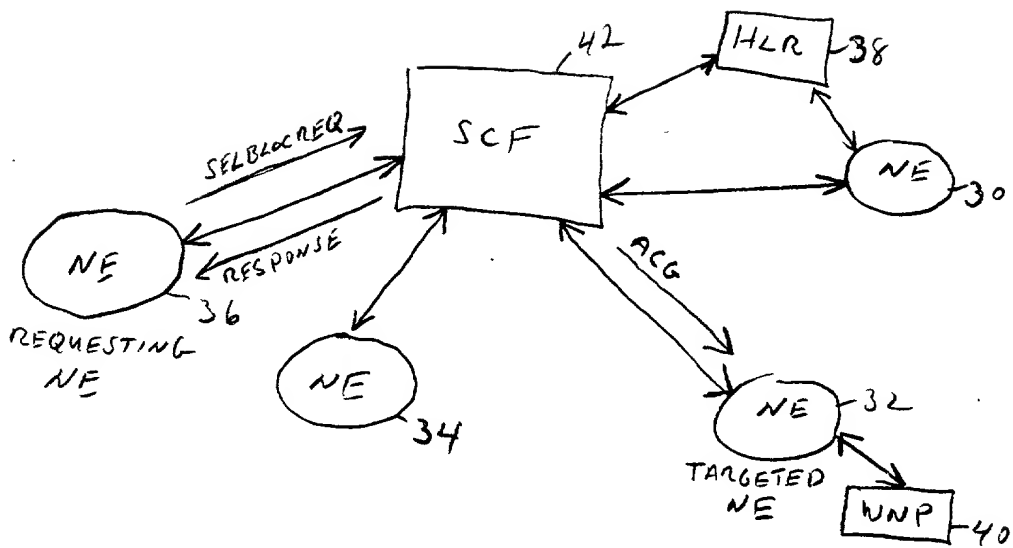 42
HLR
38
SCF
SELBLOCREQ
NE
30
RESPONSE
ACG
NE
36
REQUESTING
NE
NE
34
NE
32
TARGETED
NE
WNP
40